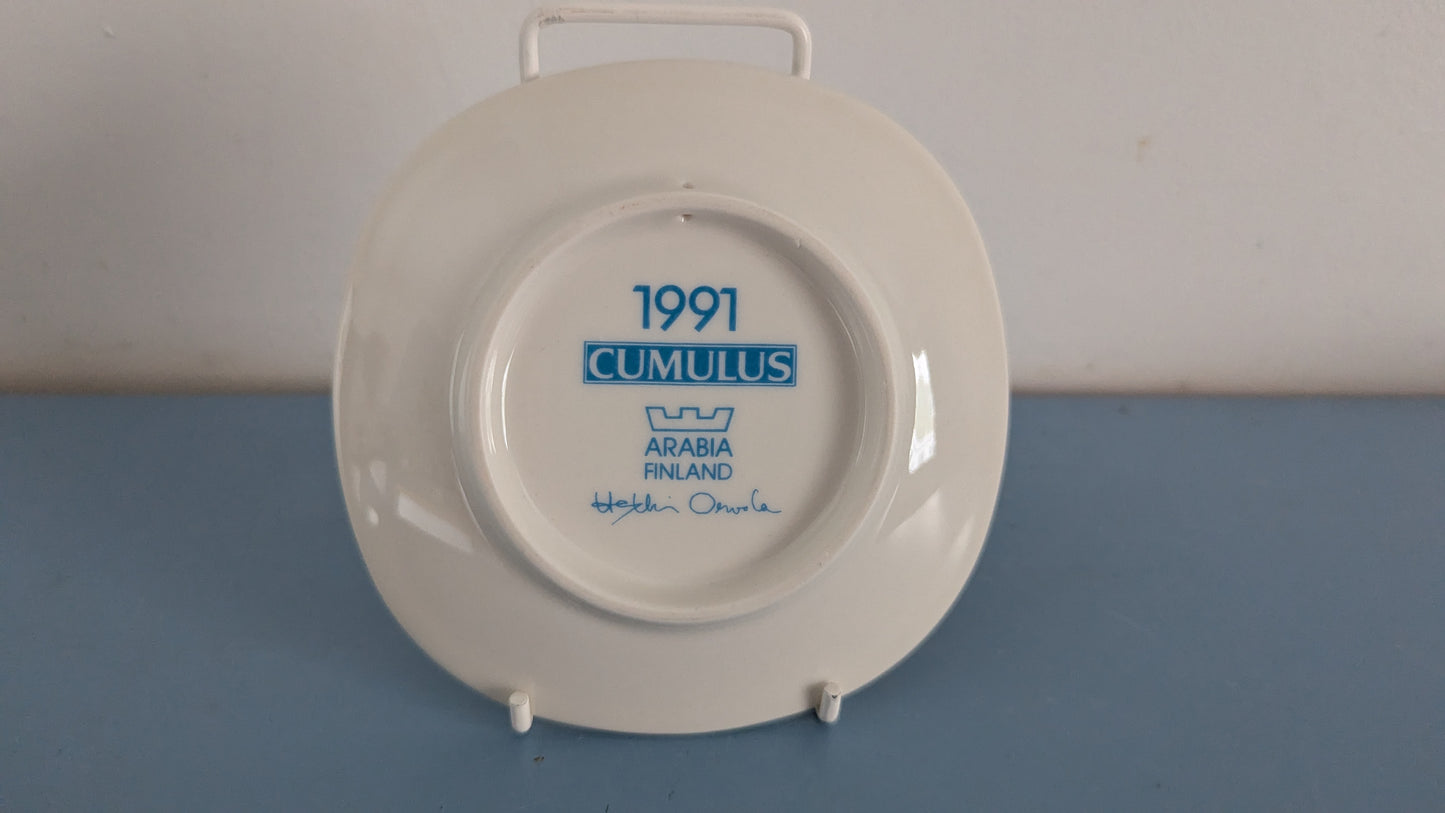 1991
CUMULUS
ARABIA
FINLAND
Heikki Orvola